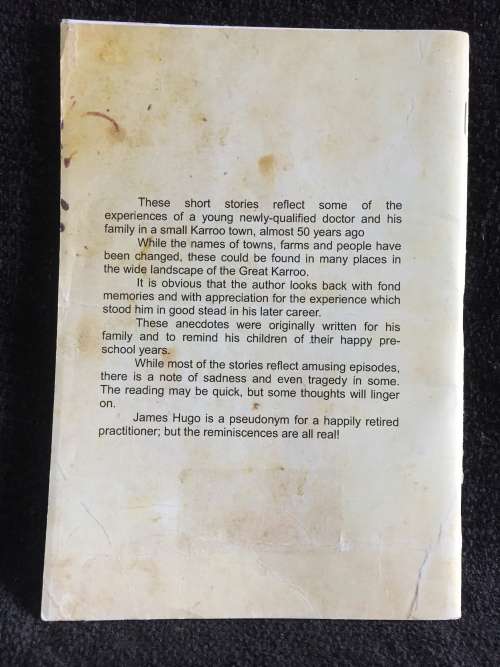 These short stories reflect some of the
experiences of a young newly-qualified doctor and his
family in a small Karroo town, almost 50 years ago
While the names of towns, farms and people have
been changed, these could be found in many places in
the wide landscape of the Great Karroo.
It is obvious that the author looks back with fond
memories and with appreciation for the experience which
stood him in good stead in his later career.
These anecdotes were originally written for his
family and to remind his children of their happy pre-
school years.
While most of the stories reflect amusing episodes,
there is a note of sadness and even tragedy in some.
The reading may be quick, but some thoughts will linger
on.
James Hugo is a pseudonym for a happily retired
practitioner; but the reminiscences are all real!